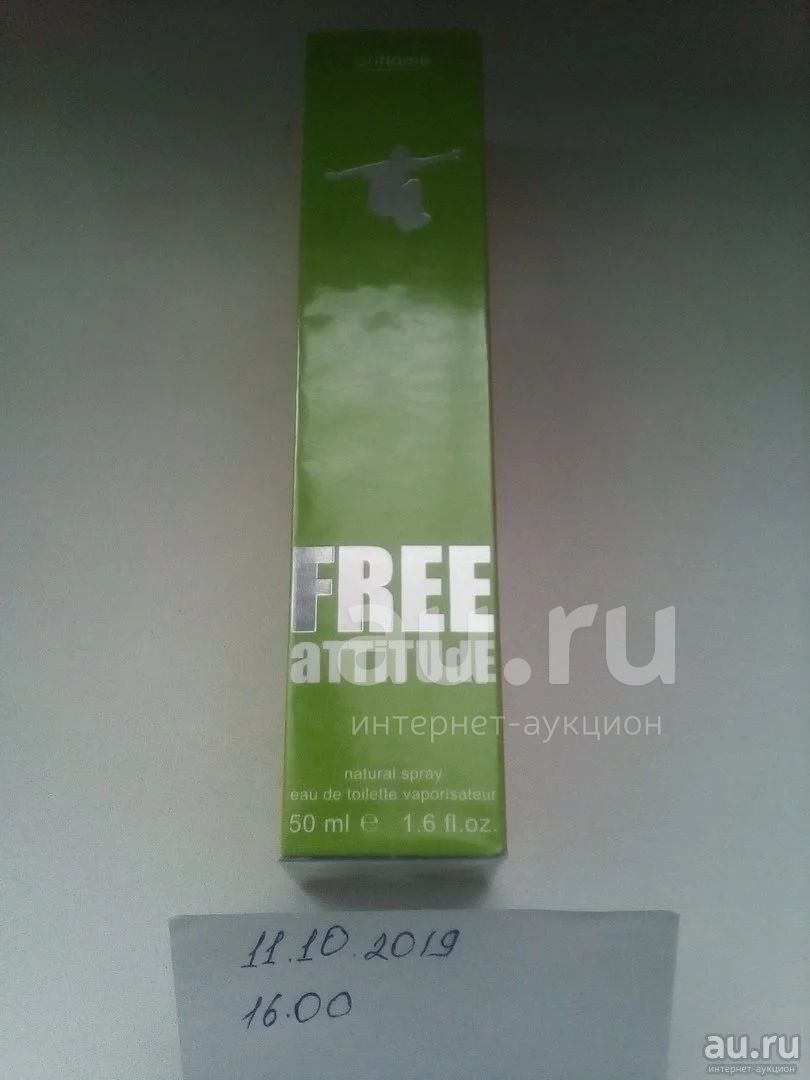 oriflame
FREE
aTTiTUdE
au.ru
интернет-аукцион
natural spray
eau de toilette vaporisateur
50 ml e 1.6 fl.oz.
11.10.2019
16.00
au.ru
интернет-аукцион